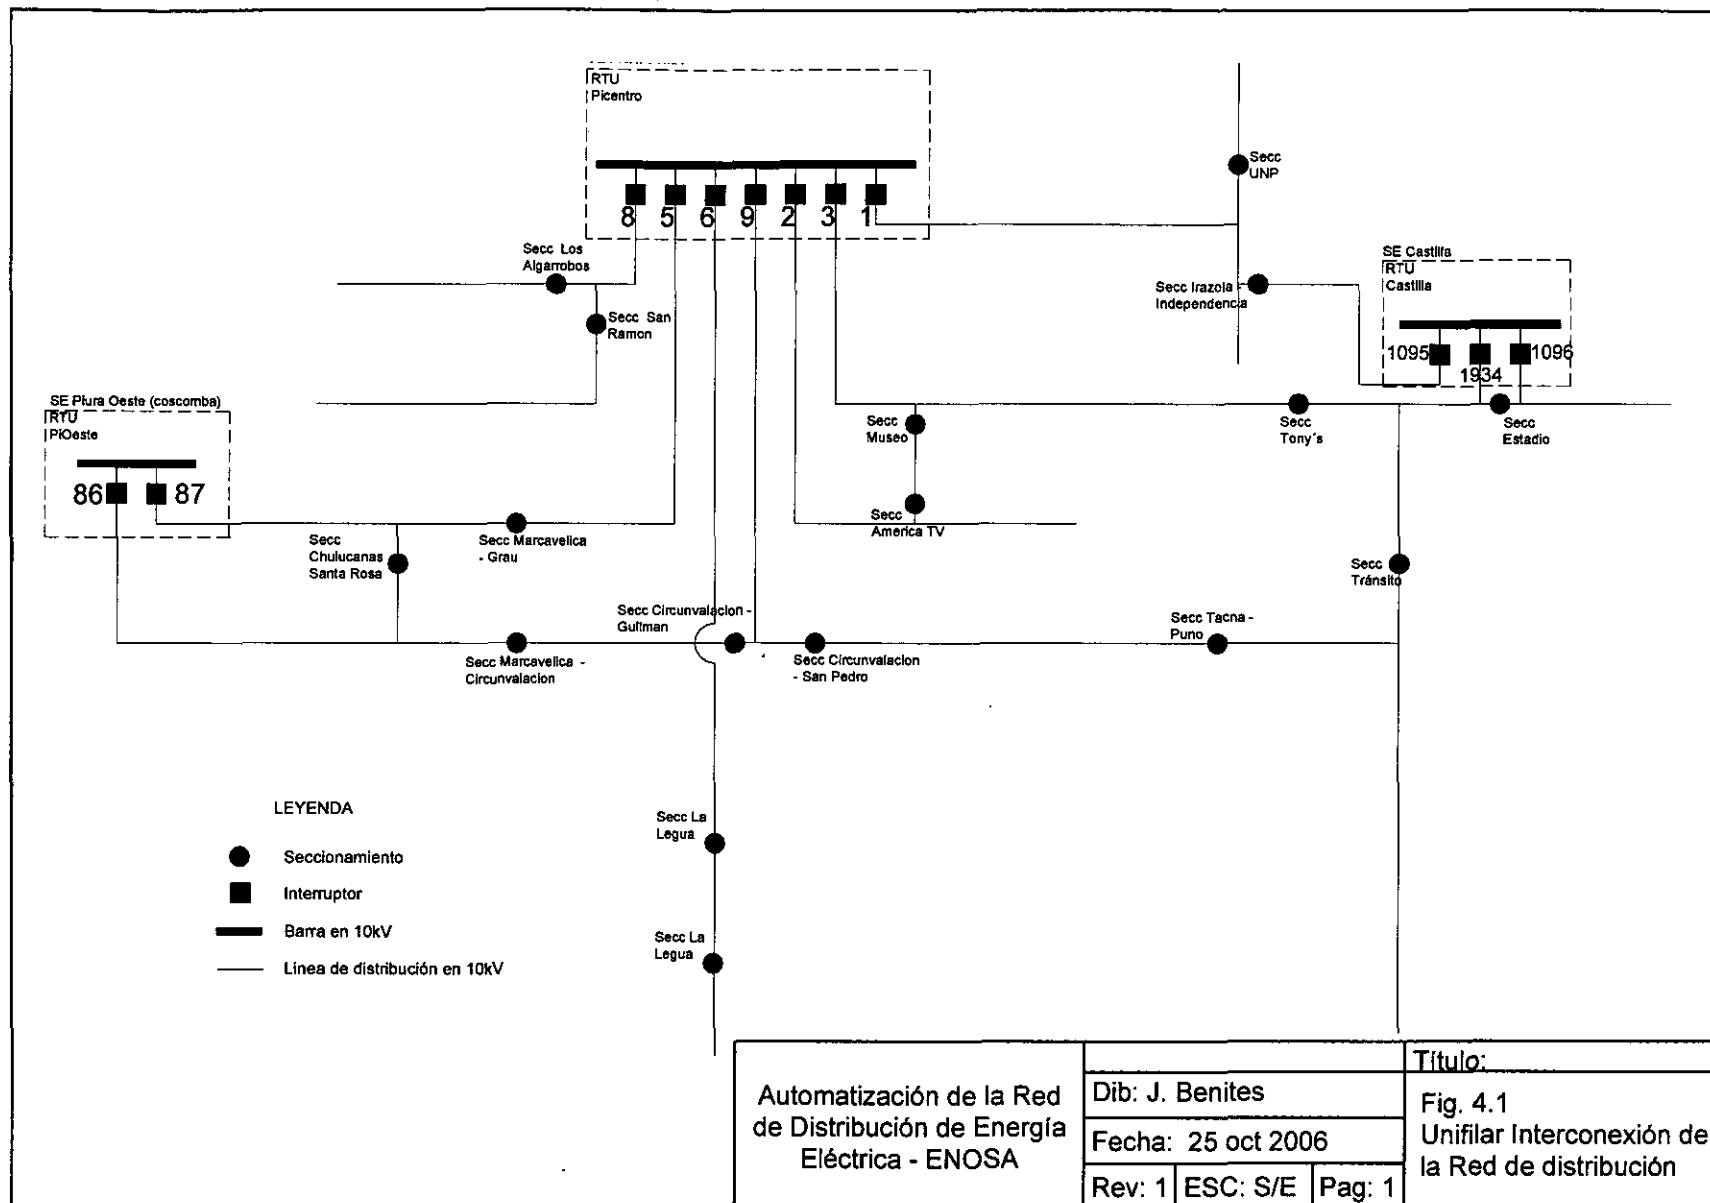 RTU
Picentro
8 5 6 9 2 3 1
Secc
UNP
Secc Los
Algarrobos
Secc San
Ramon
Secc Irazola
Independencia
SE Castilla
RTU
Castilla
1095
1934
1096
SE Piura Oeste (coscomba)
RTU
PiOeste
86
87
Secc
Museo
Secc
Tony´s
Secc
Estadio
Secc
America TV
Secc
Chulucanas
Santa Rosa
Secc Marcavelica
- Grau
Secc
Tránsito
Secc Circunvalacion -
Gullman
Secc Tacna -
Puno
Secc Marcavelica -
Circunvalacion
Secc Circunvalacion
- San Pedro
Secc La
Legua
Secc La
Legua
LEYENDA
Seccionamiento
Interruptor
Barra en 10kV
Linea de distribución en 10kV
Automatización de la Red
de Distribución de Energía
Eléctrica - ENOSA
Dib: J. Benites
Fecha: 25 oct 2006
Rev: 1
ESC: S/E
Pag: 1
Título:
Fig. 4.1
Unifilar Interconexión de
la Red de distribución